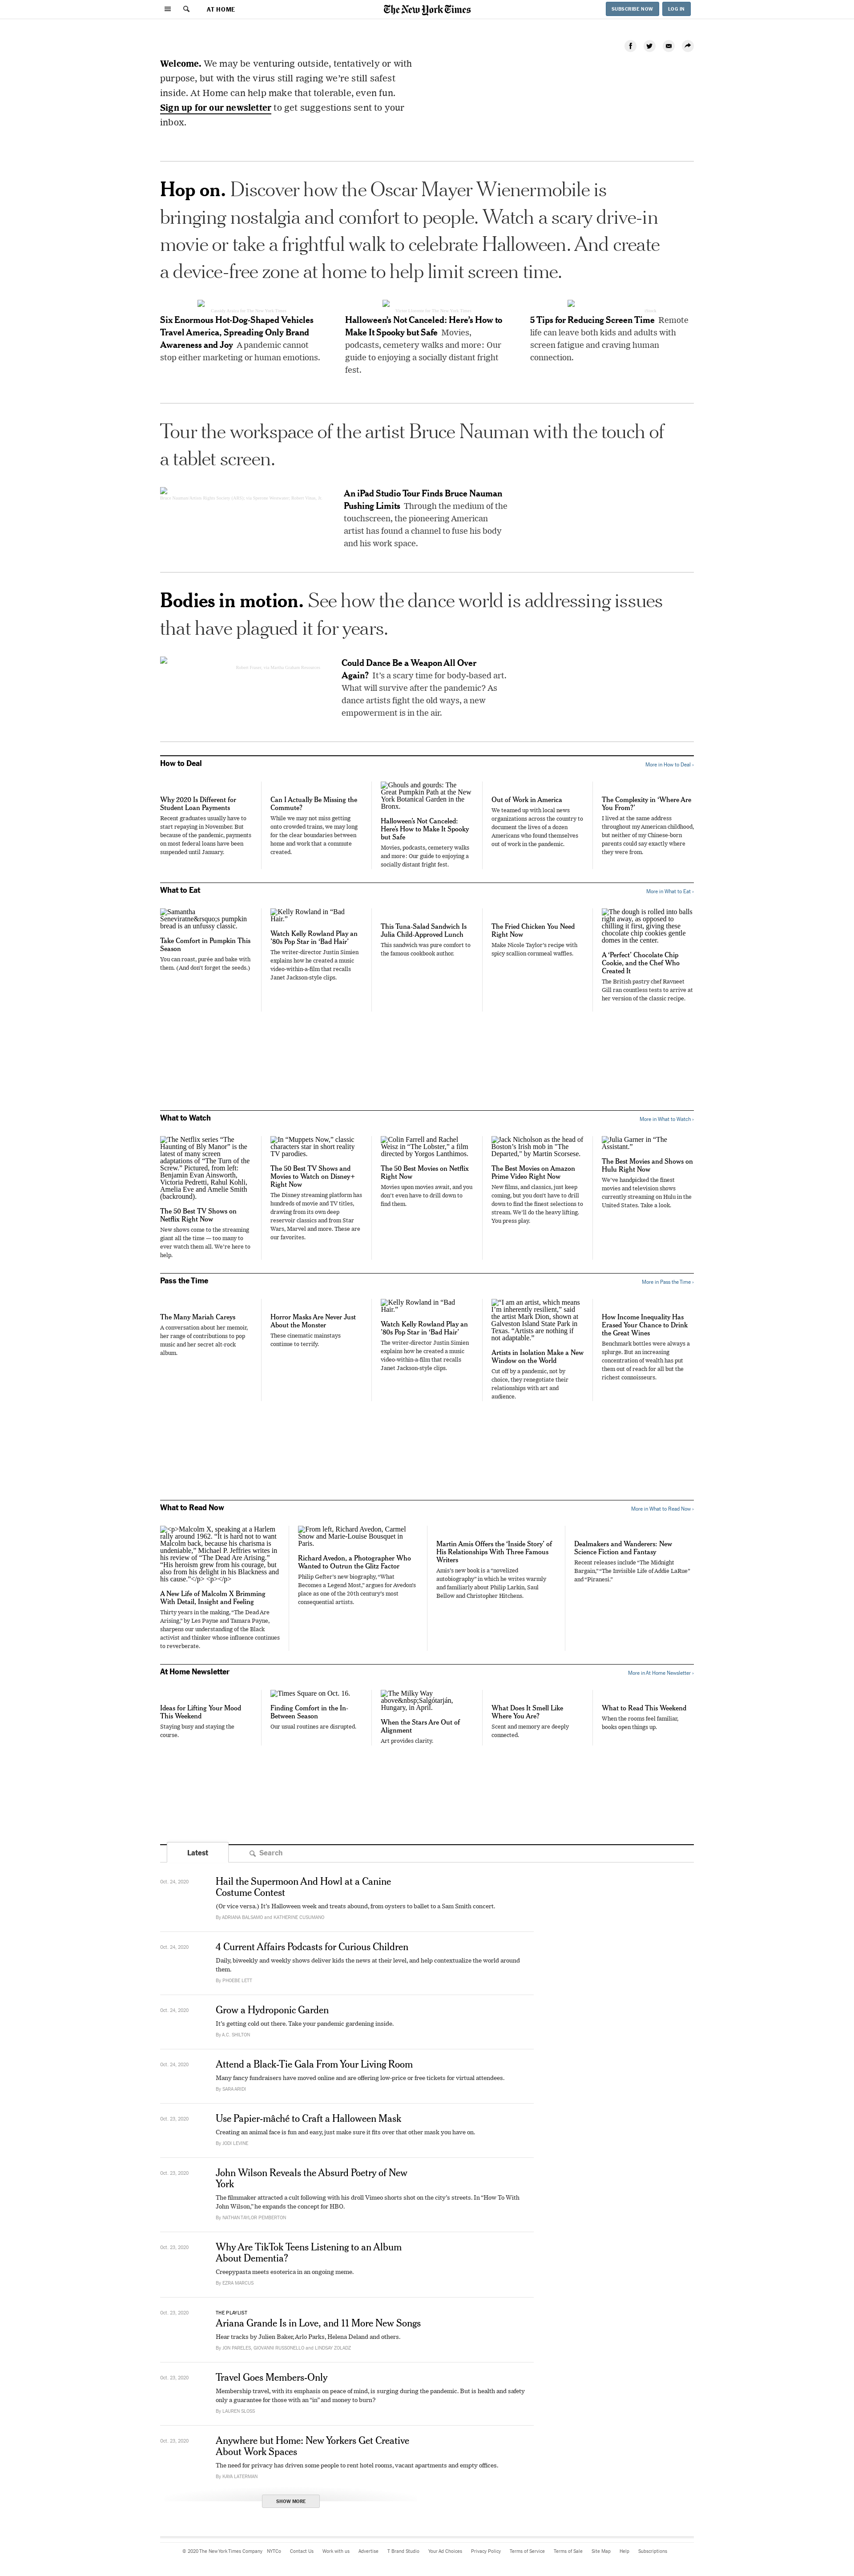 AT HOME
The New York Times
SUBSCRIBE NOW
LOG IN
Welcome. We may be venturing outside, tentatively or with
purpose, but with the virus still raging we're still safest
inside. At Home can help make that tolerable, even fun.
Sign up for our newsletter to get suggestions sent to your
inbox.
Hop on. Discover how the Oscar Mayer Wienermobile is
bringing nostalgia and comfort to people. Watch a scary drive-in
movie or take a frightful walk to celebrate Halloween. And create
a device-free zone at home to help limit screen time.
Six Enormous Hot-Dog-Shaped Vehicles
Travel America, Spreading Only Brand
Awareness and Joy A pandemic cannot
stop either marketing or human emotions.
Halloween's Not Canceled: Here's How to
Make It Spooky but Safe Movies,
podcasts, cemetery walks and more: Our
guide to enjoying a socially distant fright
fest.
5 Tips for Reducing Screen Time Remote
life can leave both kids and adults with
screen fatigue and craving human
connection.
Tour the workspace of the artist Bruce Nauman with the touch of
a tablet screen.
An iPad Studio Tour Finds Bruce Nauman
Pushing Limits Through the medium of the
touchscreen, the pioneering American
artist has found a channel to fuse his body
and his work space.
Bodies in motion. See how the dance world is addressing issues
that have plagued it for years.
Could Dance Be a Weapon All Over
Again? It's a scary time for body-based art.
What will survive after the pandemic? As
dance artists fight the old ways, a new
empowerment is in the air.
How to Deal
More in How to Deal ›
Why 2020 Is Different for
Student Loan Payments
Recent graduates usually have to
start repaying in November. But
because of the pandemic, payments
on most federal loans have been
suspended until January.
Can I Actually Be Missing the
Commute?
While we may not miss getting
onto crowded trains, we may long
for the clear boundaries between
home and work that a commute
created.
Ghouls and gourds: The
Great Pumpkin Path at the New
York Botanical Garden in the
Bronx.
Halloween's Not Canceled:
Here's How to Make It Spooky
but Safe
Movies, podcasts, cemetery walks
and more: Our guide to enjoying a
socially distant fright fest.
Out of Work in America
We teamed up with local news
organizations across the country to
document the lives of a dozen
Americans who found themselves
out of work in the pandemic.
The Complexity in 'Where Are
You From?'
I lived at the same address
throughout my American childhood,
but neither of my Chinese-born
parents could say exactly where
they were from.
What to Eat
More in What to Eat ›
Samantha
Seneviratne&rsquo;s pumpkin
bread is an unfussy classic.
Take Comfort in Pumpkin This
Season
You can roast, purée and bake with
them. (And don't forget the seeds.)
Kelly Rowland in "Bad
Hair."
Watch Kelly Rowland Play an
'80s Pop Star in 'Bad Hair'
The writer-director Justin Simien
explains how he created a music
video-within-a-film that recalls
Janet Jackson-style clips.
This Tuna-Salad Sandwich Is
Julia Child-Approved Lunch
This sandwich was pure comfort to
the famous cookbook author.
The Fried Chicken You Need
Right Now
Make Nicole Taylor's recipe with
spicy scallion cornmeal waffles.
The dough is rolled into balls
right away, as opposed to
chilling it first, giving these
chocolate chip cookies gentle
domes in the center.
A 'Perfect' Chocolate Chip
Cookie, and the Chef Who
Created It
The British pastry chef Ravneet
Gill ran countless tests to arrive at
her version of the classic recipe.
What to Watch
More in What to Watch ›
The Netflix series "The
Haunting of Bly Manor" is the
latest of many screen
adaptations of "The Turn of the
Screw." Pictured, from left:
Benjamin Evan Ainsworth,
Victoria Pedretti, Rahul Kohli,
Amelia Eve and Amelie Smith
(backround).
The 50 Best TV Shows on
Netflix Right Now
New shows come to the streaming
giant all the time — too many to
ever watch them all. We're here to
help.
In "Muppets Now," classic
characters star in short reality
TV parodies.
The 50 Best TV Shows and
Movies to Watch on Disney+
Right Now
The Disney streaming platform has
hundreds of movie and TV titles,
drawing from its own deep
reservoir classics and from Star
Wars, Marvel and more. These are
our favorites.
Colin Farrell and Rachel
Weisz in "The Lobster," a film
directed by Yorgos Lanthimos.
The 50 Best Movies on Netflix
Right Now
Movies upon movies await, and you
don't even have to drill down to
find them.
Jack Nicholson as the head of
Boston's Irish mob in "The
Departed," by Martin Scorsese.
The Best Movies on Amazon
Prime Video Right Now
New films, and classics, just keep
coming, but you don't have to drill
down to find the finest selections to
stream. We'll do the heavy lifting.
You press play.
Julia Garner in "The
Assistant."
The Best Movies and Shows on
Hulu Right Now
We've handpicked the finest
movies and television shows
currently streaming on Hulu in the
United States. Take a look.
Pass the Time
More in Pass the Time ›
The Many Mariah Careys
A conversation about her memoir,
her range of contributions to pop
music and her secret alt-rock
album.
Horror Masks Are Never Just
About the Monster
These cinematic mainstays
continue to terrify.
Kelly Rowland in "Bad
Hair."
Watch Kelly Rowland Play an
'80s Pop Star in 'Bad Hair'
The writer-director Justin Simien
explains how he created a music
video-within-a-film that recalls
Janet Jackson-style clips.
"I am an artist, which means
I'm inherently resilient," said
the artist Mark Dion, shown at
Galveston Island State Park in
Texas. "Artists are nothing if
not adaptable."
Artists in Isolation Make a New
Window on the World
Cut off by a pandemic, not by
choice, they renegotiate their
relationships with art and
audience.
How Income Inequality Has
Erased Your Chance to Drink
the Great Wines
Benchmark bottles were always a
splurge. But an increasing
concentration of wealth has put
them out of reach for all but the
richest connoisseurs.
What to Read Now
More in What to Read Now ›
<p>Malcolm X, speaking at a Harlem
rally around 1962. "It is hard not to want
Malcolm back, because his charisma is
undeniable," Michael P. Jeffries writes in
his review of "The Dead Are Arising."
"His heroism streams from his courage, but
also from his delight in his Blackness and
his cause."</p> <p></p>
A New Life of Malcolm X Brimming
With Detail, Insight and Feeling
Thirty years in the making, "The Dead Are
Arising," by Les Payne and Tamara Payne,
sharpens our understanding of the Black
activist and thinker whose influence continues
to reverberate.
From left, Richard Avedon, Carmel
Snow and Marie-Louise Bousquet in
Paris.
Richard Avedon, a Photographer Who
Wanted to Outrun the Glitz Factor
Philip Gefter's new biography, "What
Becomes a Legend Most," argues for Avedon's
place as one of the 20th century's most
consequential artists.
Martin Amis Offers the 'Inside Story' of
His Relationships With Three Famous
Writers
Amis's new book is a "novelized
autobiography" in which he writes warmly
and familiarly about Philip Larkin, Saul
Bellow and Christopher Hitchens.
Dealmakers and Wanderers: New
Science Fiction and Fantasy
Recent releases include "The Midnight
Bargain," "The Invisible Life of Addie LaRue"
and "Piranesi."
At Home Newsletter
More in At Home Newsletter ›
Ideas for Lifting Your Mood
This Weekend
Staying busy and staying the
course.
Times Square on Oct. 16.
Finding Comfort in the In-
Between Season
Our usual routines are disrupted.
The Milky Way
above&nbsp;Salgótarján,
Hungary, in April.
When the Stars Are Out of
Alignment
Art provides clarity.
What Does It Smell Like
Where You Are?
Scent and memory are deeply
connected.
What to Read This Weekend
When the rooms feel familiar,
books open things up.
Latest
Search
Oct. 24, 2020
Hail the Supermoon And Howl at a Canine
Costume Contest
(Or vice versa.) It's Halloween week and treats abound, from oysters to ballet to a Sam Smith concert.
By ADRIANA BALSAMO and KATHERINE CUSUMANO
Oct. 24, 2020
4 Current Affairs Podcasts for Curious Children
Daily, biweekly and weekly shows deliver kids the news at their level, and help contextualize the world around
them.
By PHOEBE LETT
Oct. 24, 2020
Grow a Hydroponic Garden
It's getting cold out there. Take your pandemic gardening inside.
By A.C. SHILTON
Oct. 24, 2020
Attend a Black-Tie Gala From Your Living Room
Many fancy fundraisers have moved online and are offering low-price or free tickets for virtual attendees.
By SARA ARIDI
Oct. 23, 2020
Use Papier-mâché to Craft a Halloween Mask
Creating an animal face is fun and easy, just make sure it fits over that other mask you have on.
By JODI LEVINE
Oct. 23, 2020
John Wilson Reveals the Absurd Poetry of New
York
The filmmaker attracted a cult following with his droll Vimeo shorts shot on the city's streets. In "How To With
John Wilson," he expands the concept for HBO.
By NATHAN TAYLOR PEMBERTON
Oct. 23, 2020
Why Are TikTok Teens Listening to an Album
About Dementia?
Creepypasta meets esoterica in an ongoing meme.
By EZRA MARCUS
Oct. 23, 2020
THE PLAYLIST
Ariana Grande Is in Love, and 11 More New Songs
Hear tracks by Julien Baker, Arlo Parks, Helena Deland and others.
By JON PARELES, GIOVANNI RUSSONELLO and LINDSAY ZOLADZ
Oct. 23, 2020
Travel Goes Members-Only
Membership travel, with its emphasis on peace of mind, is surging during the pandemic. But is health and safety
only a guarantee for those with an "in" and money to burn?
By LAUREN SLOSS
Oct. 23, 2020
Anywhere but Home: New Yorkers Get Creative
About Work Spaces
The need for privacy has driven some people to rent hotel rooms, vacant apartments and empty offices.
By KAYA LATERMAN
SHOW MORE
© 2020 The New York Times Company NYTCo Contact Us Work with us Advertise T Brand Studio Your Ad Choices Privacy Policy Terms of Service Terms of Sale Site Map Help Subscriptions